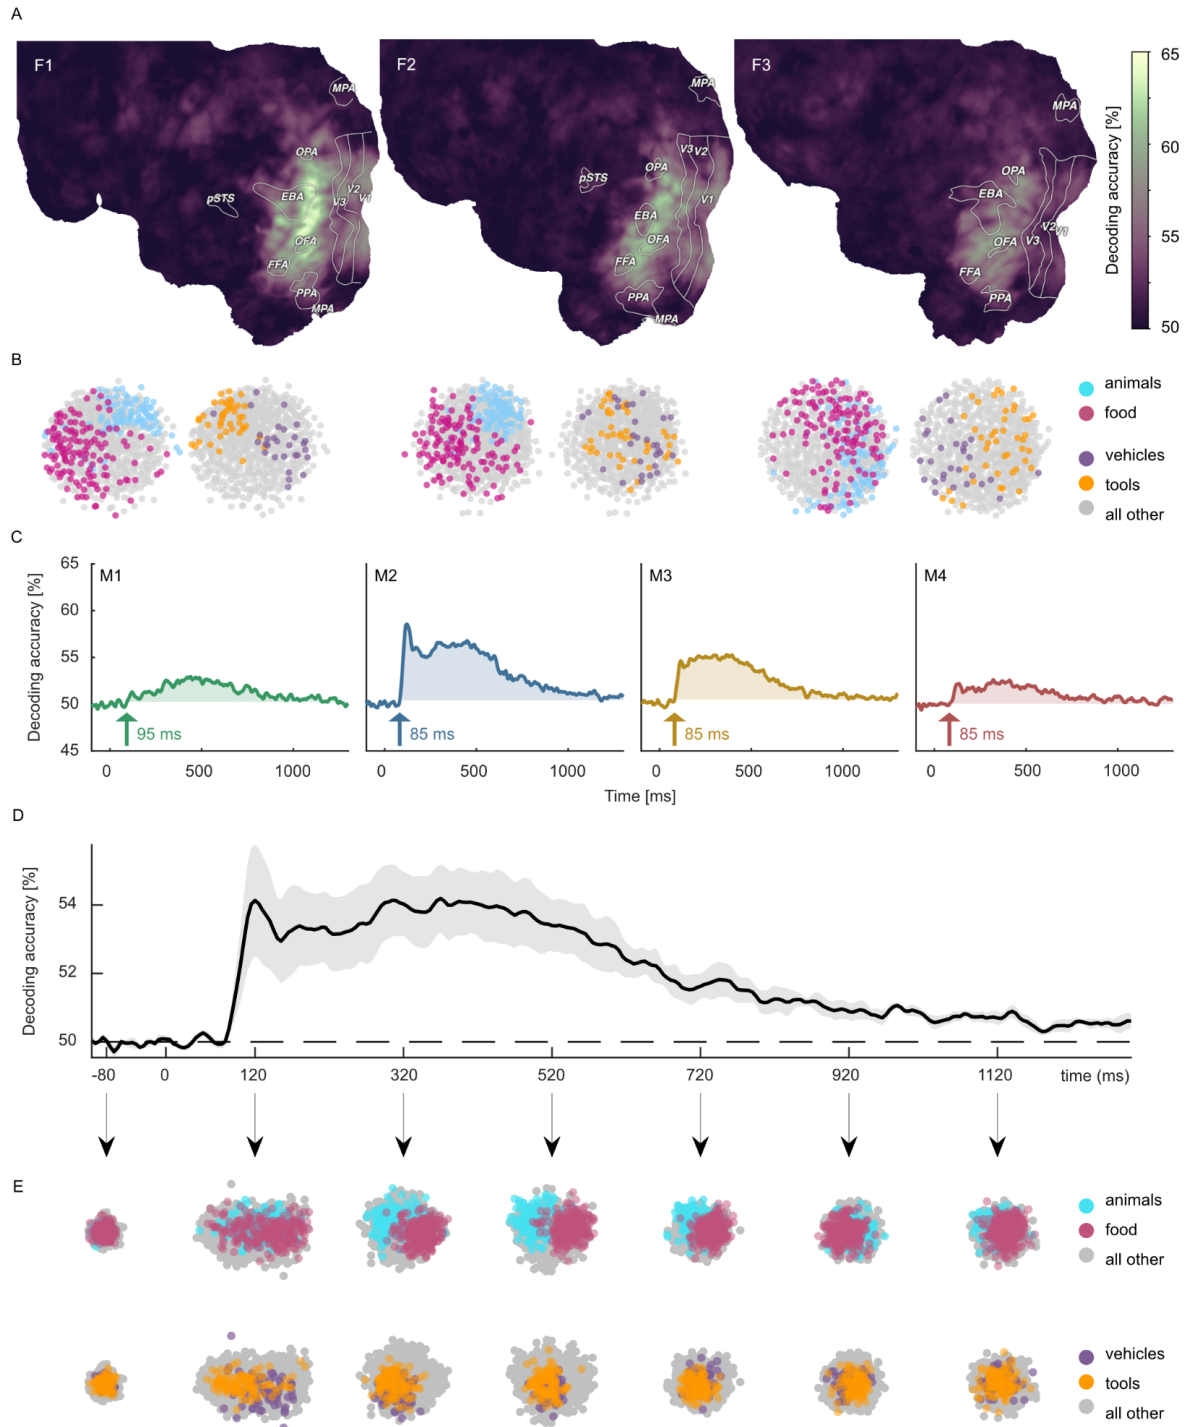 A
F1
MPA
OPA
V2
V1
pSTS
EBA
V3
OFA
FFA
PPA
MPA
F2
MPA
V3
V2
OPA
pSTS
V1
EBA
OFA
FFA
PPA
MPA
F3
MPA
OPA
EBA
V2
V1
OFA
V3
FFA
PPA
65
60
55
50
Decoding accuracy [%]
B
animals
food
vehicles
tools
all other
C
Decoding accuracy [%]
65
60
55
50
45
M1
95 ms
0 500 1000
M2
85 ms
0 500 1000
M3
85 ms
0 500 1000
M4
85 ms
0 500 1000
Time [ms]
D
Decoding accuracy [%]
54
52
50
-80 0 120 320 520 720 920 1120 time (ms)
E
animals
food
all other
vehicles
tools
all other